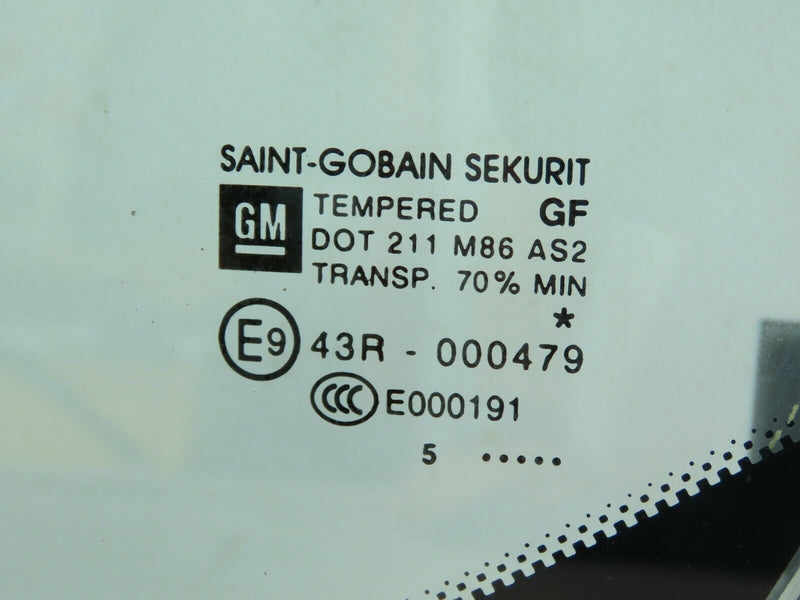 SAINT-GOBAIN SEKURIT
GM TEMPERED GF
DOT 211 M86 AS2
TRANSP. 70% MIN
*
E9 43R - 000479
CCC E000191
5 •••••